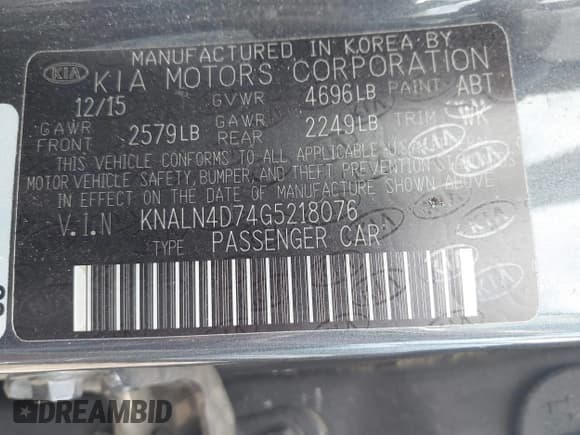 MANUFACTURED IN KOREA BY
KIA KIA MOTORS CORPORATION
12/15 GVWR 4696LB PAINT ABT
GAWR FRONT 2579LB GAWR REAR 2249LB TRIM WK
THIS VEHICLE CONFORMS TO ALL APPLICABLE U.S. FEDERAL
MOTOR VEHICLE SAFETY, BUMPER, AND THEFT PREVENTION STANDARDS
IN EFFECT ON THE DATE OF MANUFACTURE SHOWN ABOVE.
V.I.N KNALN4D74G5218076
TYPE PASSENGER CAR
DREAMBID